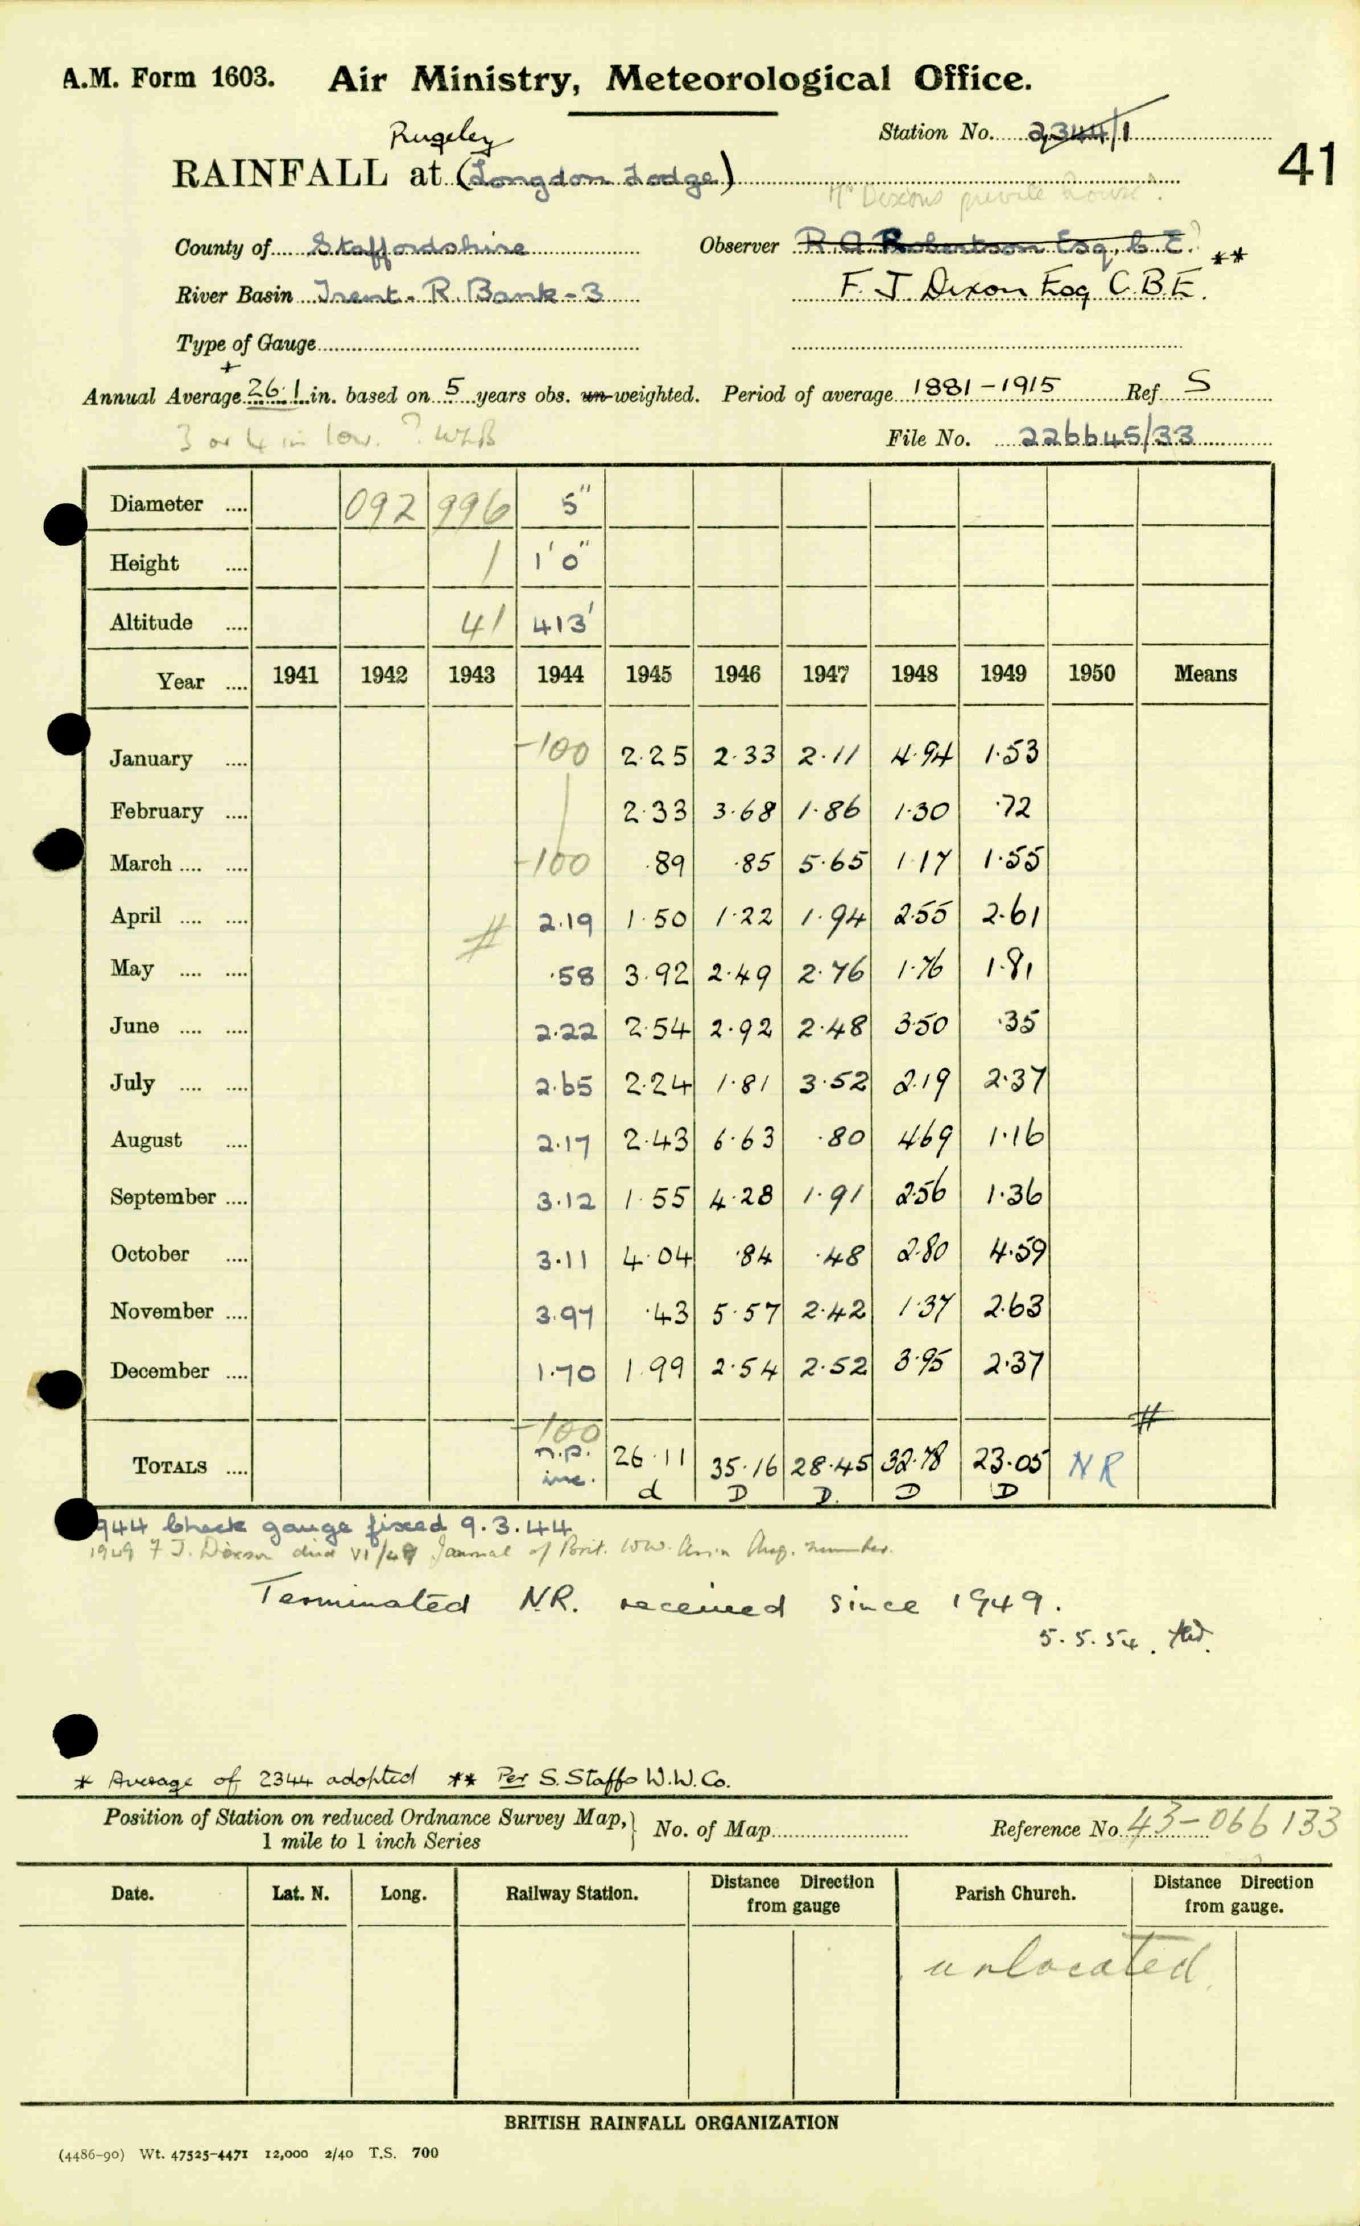 A.M. Form 1603. Air Ministry, Meteorological Office.
Station No. 2344/1
41
Rugeley
RAINFALL at (Longdon Lodge)
Mr Dixons private house?
County of Staffordshire Observer R A Robertson Esq, C.E.? **
River Basin Trent - R. Bank - 3 F. J. Dixon Esq C.B.E.
Type of Gauge
Annual Average * 26.1 in. based on 5 years obs. un-weighted. Period of average 1881-1915 Ref. S
3 or 4 in low. ? WLB File No. 226645/33
Diameter .... 092 996 5"
Height .... 1 1' 0"
Altitude .... 41 413'
Year .... 1941 1942 1943 1944 1945 1946 1947 1948 1949 1950 Means
January .... -100 2.25 2.33 2.11 4.94 1.53
February .... 2.33 3.68 1.86 1.30 .72
March .... .... -100 .89 .85 5.65 1.17 1.55
April .... .... # 2.19 1.50 1.22 1.94 2.55 2.61
May .... .... .58 3.92 2.49 2.76 1.76 1.81
June .... .... 2.22 2.54 2.92 2.48 3.50 .35
July .... .... 2.65 2.24 1.81 3.52 2.19 2.37
August .... 2.17 2.43 6.63 .80 4.69 1.16
September .... 3.12 1.55 4.28 1.91 2.56 1.36
October .... 3.11 4.04 .84 .48 2.80 4.59
November .... 3.97 .43 5.57 2.42 1.37 2.63
December .... 1.70 1.99 2.54 2.52 3.95 2.37
-100 #
TOTALS .... n.p. inc. 26.11 35.16 28.45 32.78 23.05 NR
d D D. D D
944 Check gauge fixed 9.3.44
1949 F J. Dixon died VI/49 Journal of Brit. W.W. Assn Aug. number.
Terminated N.R. received since 1949.
5.5.54.
* Average of 2344 adopted ** Per S. Staffs W.W.Co.
Position of Station on reduced Ordnance Survey Map, 1 mile to 1 inch Series } No. of Map Reference No. 43-066133
Date. Lat. N. Long. Railway Station. Distance Direction from gauge Parish Church. Distance Direction from gauge.
unlocated.
BRITISH RAINFALL ORGANIZATION
(4486-90) Wt. 47525-4471 12,000 2/40 T.S. 700